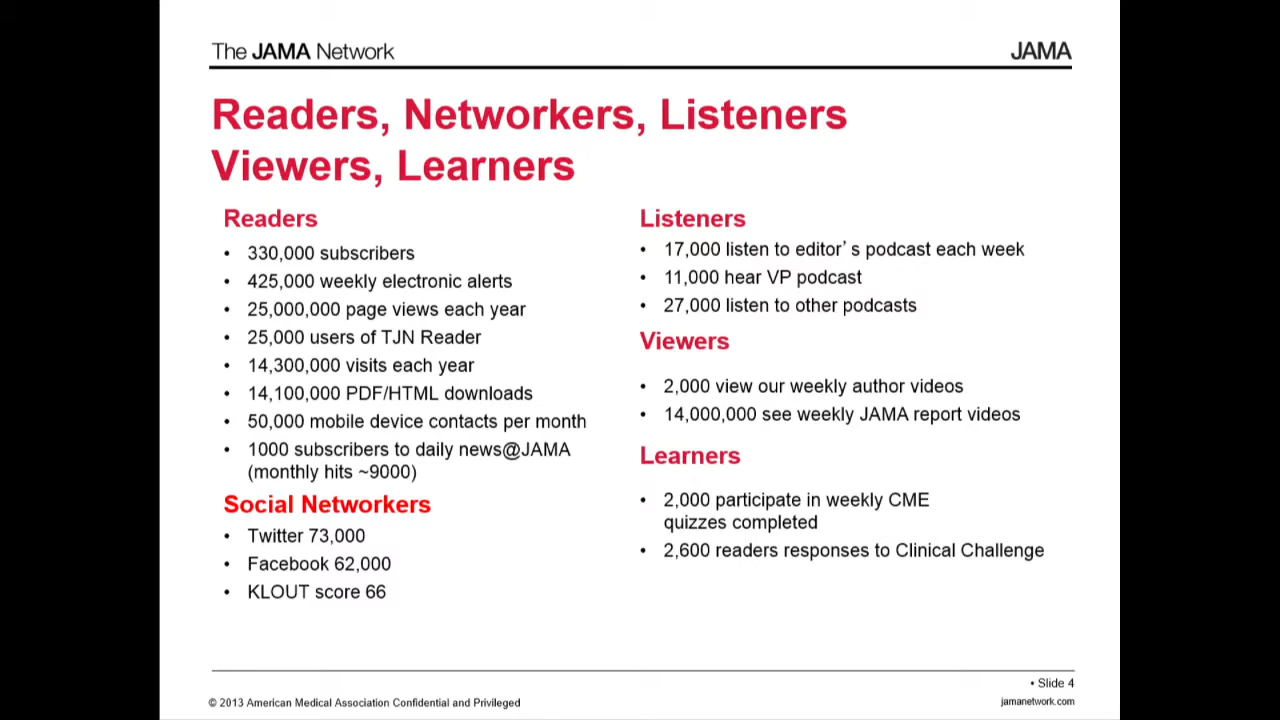 The JAMA Network
JAMA
Readers, Networkers, Listeners
Viewers, Learners
Readers
• 330,000 subscribers
• 425,000 weekly electronic alerts
• 25,000,000 page views each year
• 25,000 users of TJN Reader
• 14,300,000 visits each year
• 14,100,000 PDF/HTML downloads
• 50,000 mobile device contacts per month
• 1000 subscribers to daily news@JAMA
(monthly hits ~9000)
Social Networkers
• Twitter 73,000
• Facebook 62,000
• KLOUT score 66
Listeners
• 17,000 listen to editor’s podcast each week
• 11,000 hear VP podcast
• 27,000 listen to other podcasts
Viewers
• 2,000 view our weekly author videos
• 14,000,000 see weekly JAMA report videos
Learners
• 2,000 participate in weekly CME
quizzes completed
• 2,600 readers responses to Clinical Challenge
• Slide 4
© 2013 American Medical Association Confidential and Privileged
jamanetwork.com